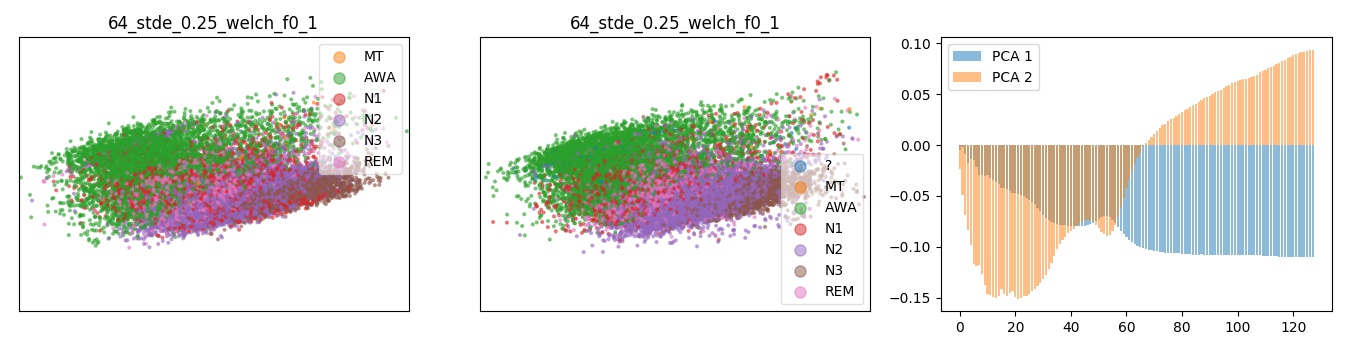 64_stde_0.25_welch_f0_1
MT
AWA
N1
N2
N3
REM
64_stde_0.25_welch_f0_1
?
MT
AWA
N1
N2
N3
REM
PCA 1
PCA 2
0.10
0.05
0.00
−0.05
−0.10
−0.15
0 20 40 60 80 100 120